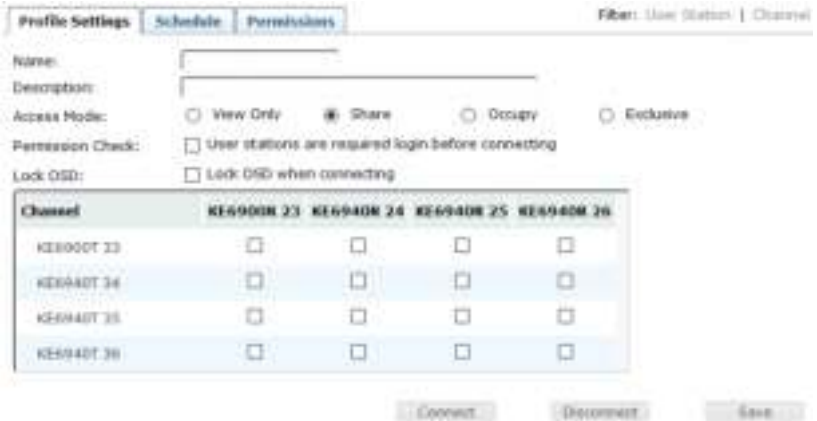 Profile Settings Schedule Permissions Filter: User Station | Channel
Name:
Description:
Access Mode: View Only Share Occupy Exclusive
Permission Check: User stations are required login before connecting
Lock OSD: Lock OSD when connecting
Channel KE6900R 23 KE6940R 24 KE6940R 25 KE6940R 26
KE6900T 33
KE6940T 34
KE6940T 35
KE6940T 36
Connect Disconnect Save